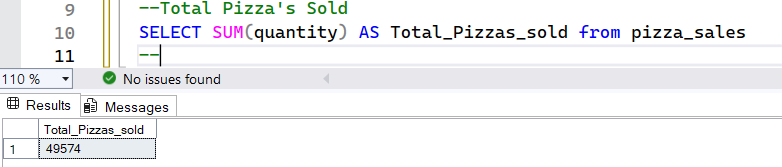 9 --Total Pizza's Sold
10 SELECT SUM(quantity) AS Total_Pizzas_sold from pizza_sales
11 --
110 % No issues found
Results Messages
Total_Pizzas_sold
1 49574